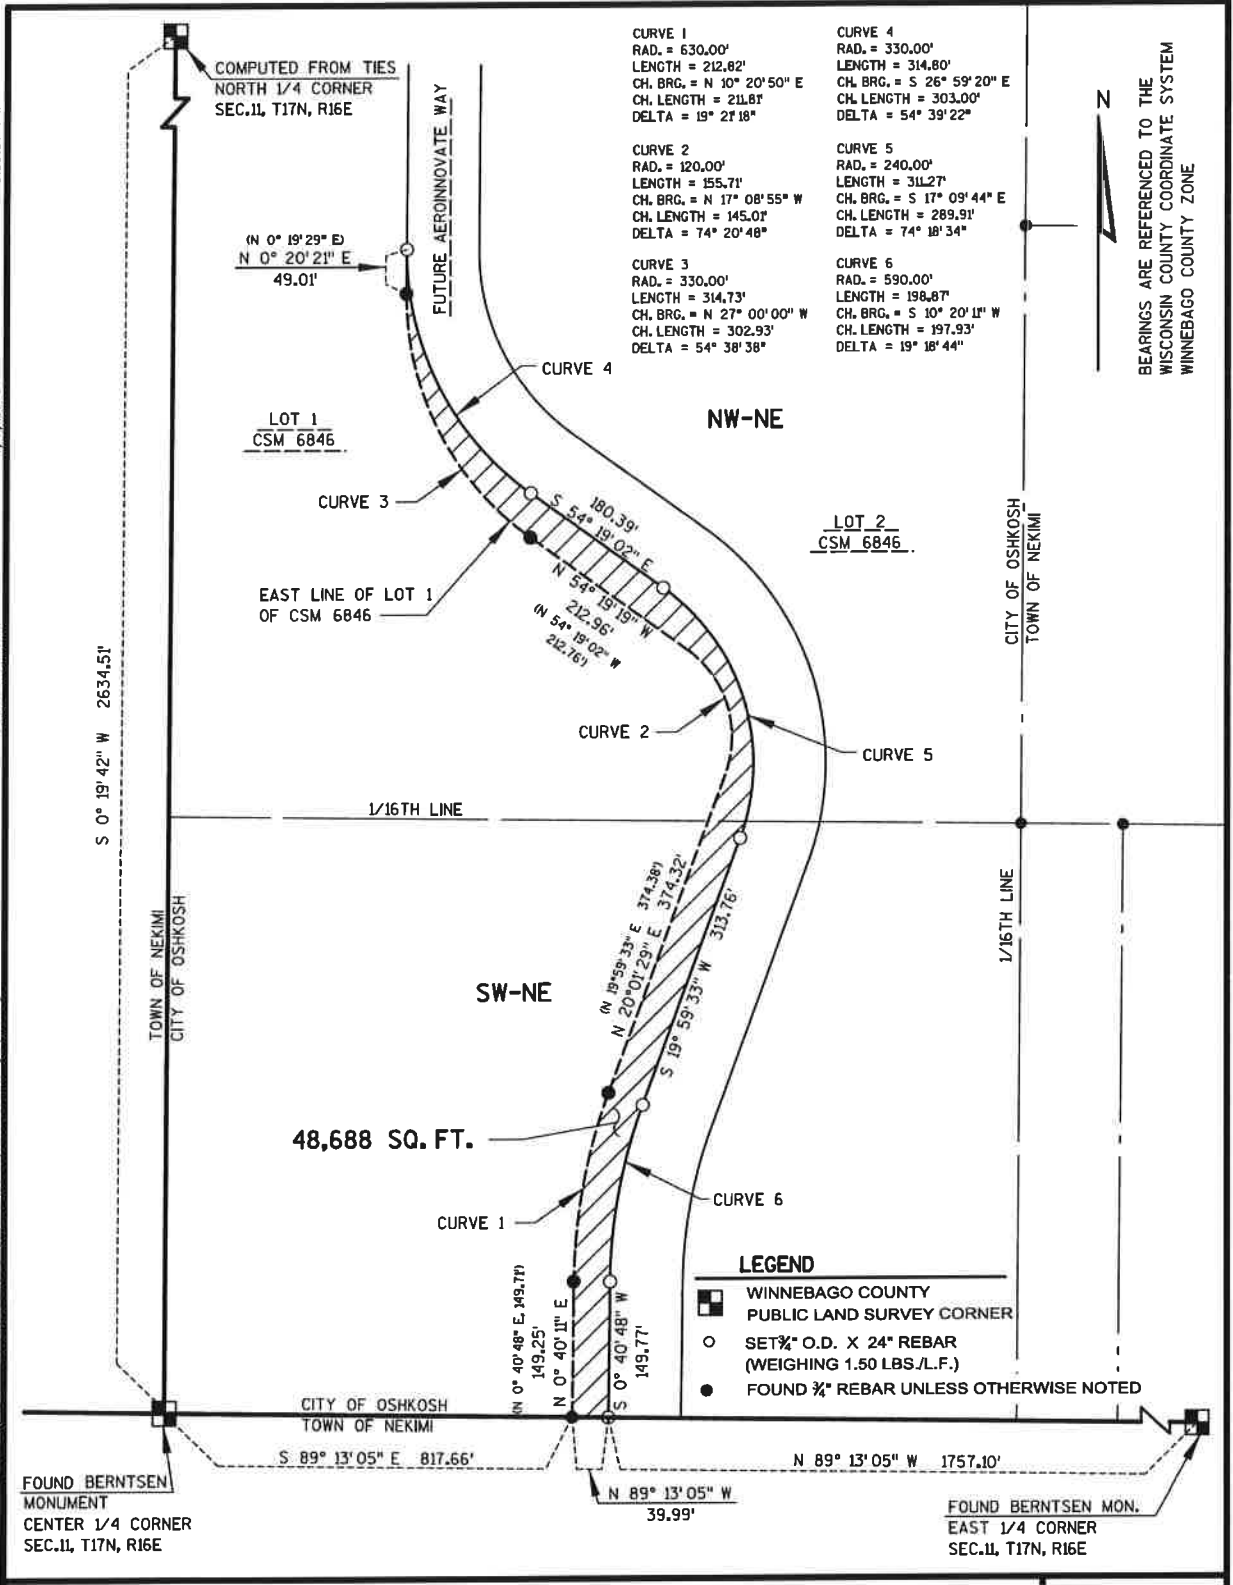 COMPUTED FROM TIES
NORTH 1/4 CORNER
SEC.11, T17N, R16E
FUTURE AEROINNOVATE WAY
CURVE 1
RAD. = 630.00'
LENGTH = 212.82'
CH. BRG. = N 10° 20'50" E
CH. LENGTH = 211.81'
DELTA = 19° 21'18"
CURVE 2
RAD. = 120.00'
LENGTH = 155.71'
CH. BRG. = N 17° 08'55" W
CH. LENGTH = 145.01'
DELTA = 74° 20'48"
CURVE 3
RAD. = 330.00'
LENGTH = 314.73'
CH. BRG. = N 27° 00'00" W
CH. LENGTH = 302.93'
DELTA = 54° 38'38"
CURVE 4
RAD. = 330.00'
LENGTH = 314.80'
CH. BRG. = S 26° 59'20" E
CH. LENGTH = 303.00'
DELTA = 54° 39'22"
CURVE 5
RAD. = 240.00'
LENGTH = 311.27'
CH. BRG. = S 17° 09'44" E
CH. LENGTH = 289.91'
DELTA = 74° 18'34"
CURVE 6
RAD. = 590.00'
LENGTH = 198.87'
CH. BRG. = S 10° 20'11" W
CH. LENGTH = 197.93'
DELTA = 19° 18'44"
N
BEARINGS ARE REFERENCED TO THE
WISCONSIN COUNTY COORDINATE SYSTEM
WINNEBAGO COUNTY ZONE
(N 0° 19'29" E)
N 0° 20'21" E
49.01'
CURVE 4
LOT 1
CSM 6846
NW-NE
CURVE 3
180.39'
S 54° 19'02" E
LOT 2
CSM 6846
CITY OF OSHKOSH
TOWN OF NEKIMI
EAST LINE OF LOT 1
OF CSM 6846
N 54° 19'19" W
212.96'
(N 54° 19'02" W
212.76')
S 0° 19'42" W 2634.51'
CURVE 2
CURVE 5
1/16TH LINE
TOWN OF NEKIMI
CITY OF OSHKOSH
(N 19°59'33" E 374.38')
N 20°01'29" E 374.32'
S 19° 59'33" W 313.76'
1/16TH LINE
SW-NE
48,688 SQ. FT.
CURVE 6
CURVE 1
(N 0° 40'48" E, 149.71')
149.25'
N 0° 40'11" E
S 0° 40'48" W
149.77'
LEGEND
WINNEBAGO COUNTY
PUBLIC LAND SURVEY CORNER
SET ¾" O.D. X 24" REBAR
(WEIGHING 1.50 LBS./L.F.)
FOUND ¾" REBAR UNLESS OTHERWISE NOTED
CITY OF OSHKOSH
TOWN OF NEKIMI
S 89° 13'05" E 817.66'
N 89° 13'05" W 1757.10'
N 89° 13'05" W
39.99'
FOUND BERNTSEN
MONUMENT
CENTER 1/4 CORNER
SEC.11, T17N, R16E
FOUND BERNTSEN MON.
EAST 1/4 CORNER
SEC.11, T17N, R16E